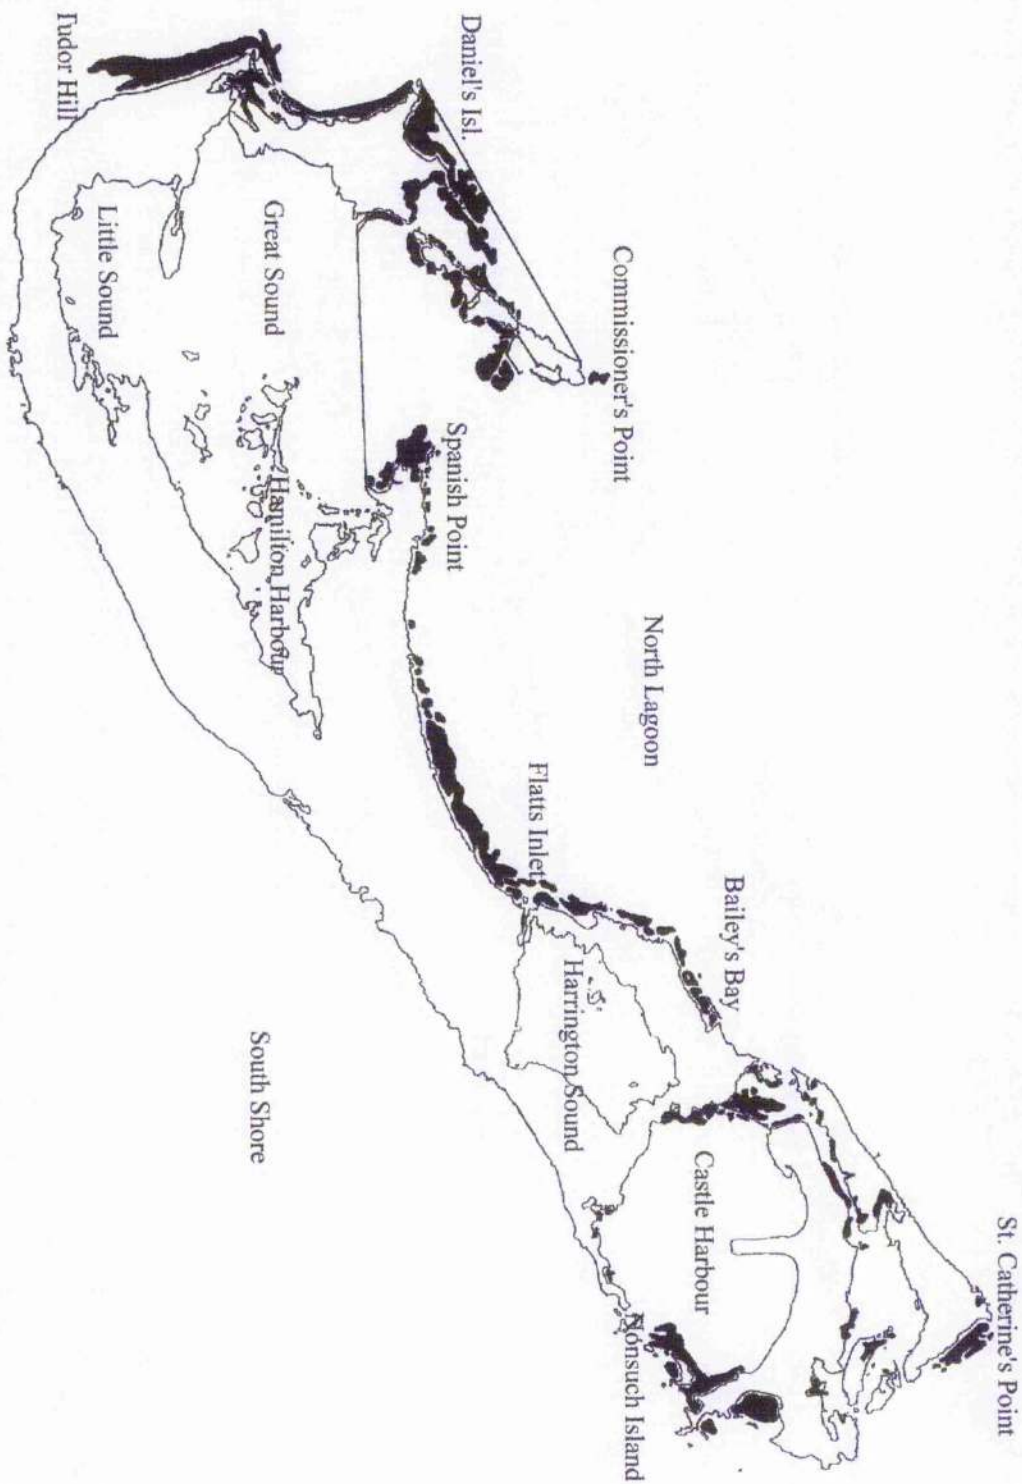 St. Catherine's Point
Bailey's Bay
Commissioner's Point
North Lagoon
Flatts Inlet
Daniel's Isl.
Spanish Point
Castle Harbour
Nonsuch Island
Harrington Sound
Great Sound
Hamilton Harbour
South Shore
Little Sound
Tudor Hill